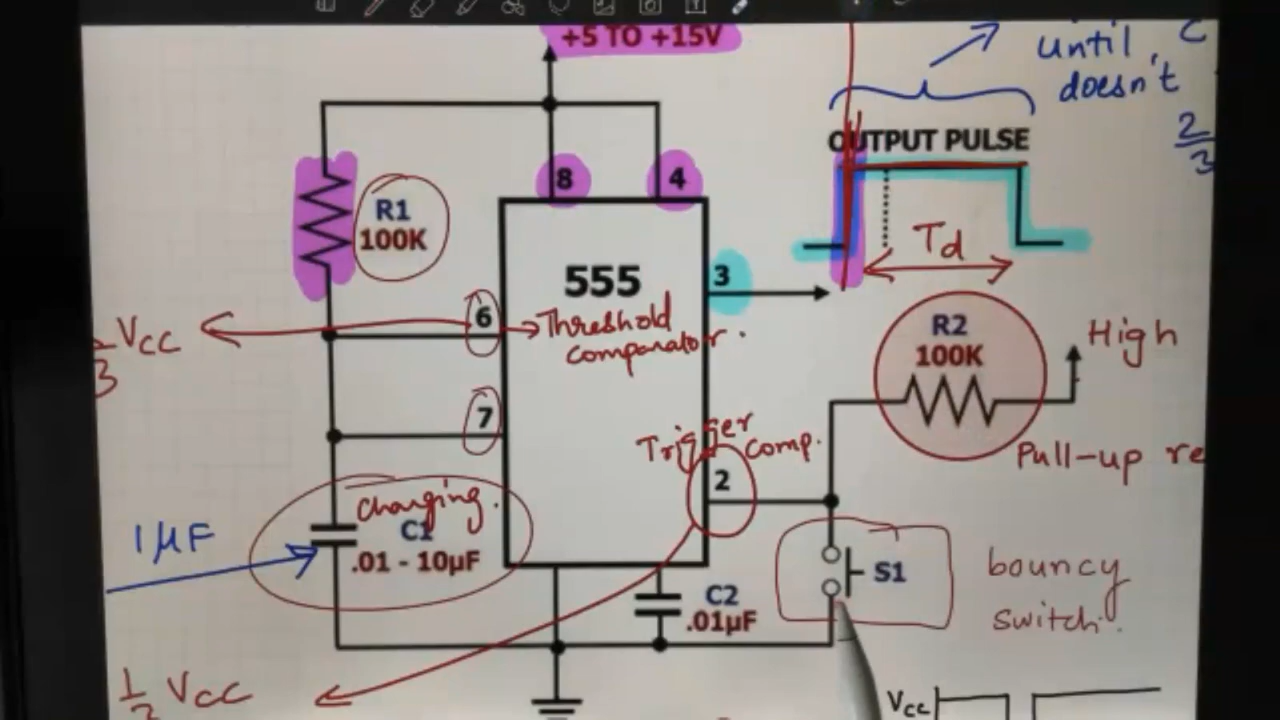 +5 TO +15V
until
doesn't
2/3
OUTPUT PULSE
8
4
R1
100K
555
3
Td
6
Threshold
comparator.
Vcc
3
R2
100K
High
7
Trigger
comp.
2
Pull-up re
Charging.
C1
.01 - 10µF
1µF
S1
bouncy
switch.
C2
.01µF
Vcc
Vcc